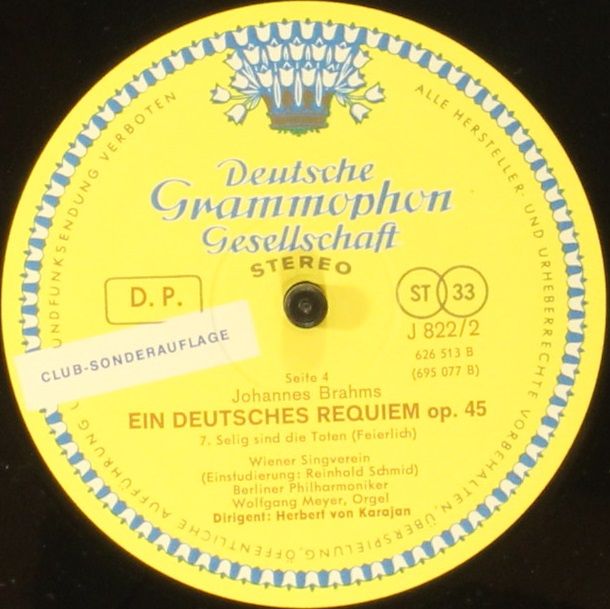 Deutsche
Grammophon
Gesellschaft
STEREO
D. P.
ST 33
J 822/2
626 513 B
(695 077 B)
CLUB-SONDERAUFLAGE
Seite 4
Johannes Brahms
EIN DEUTSCHES REQUIEM op. 45
7. Selig sind die Toten (Feierlich)
Wiener Singverein
(Einstudierung: Reinhold Schmid)
Berliner Philharmoniker
Wolfgang Meyer, Orgel
Dirigent: Herbert von Karajan
ALLE HERSTELLER- UND URHEBERRECHTE VORBEHALTEN, ÜBERSPIELUNG, ÖFFENTLICHE AUFFÜHRUNG UNDFUNKSENDUNG VERBOTEN